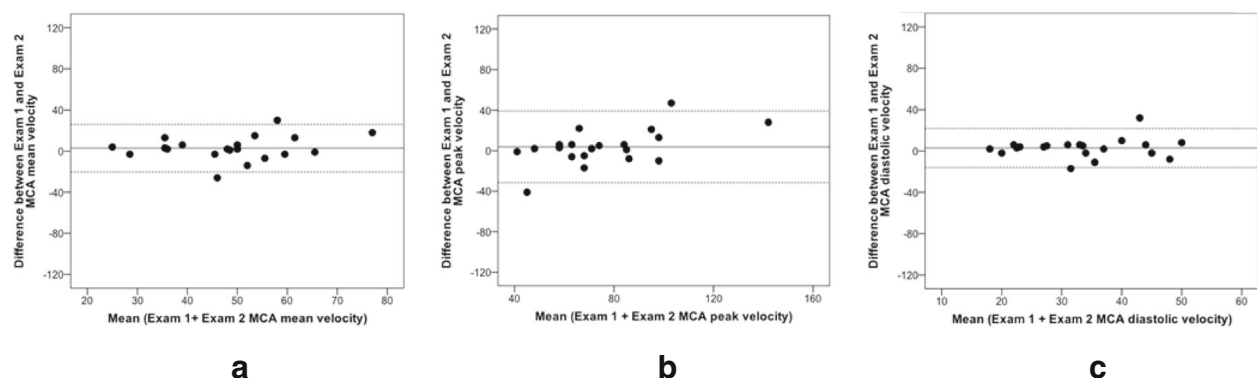 Difference between Exam 1 and Exam 2
MCA mean velocity
120
80
40
0
-40
-80
-120
20 30 40 50 60 70 80
Mean (Exam 1+ Exam 2 MCA mean velocity)
a
Difference between Exam 1 and Exam 2
MCA peak velocity
120
80
40
0
-40
-80
-120
40 80 120 160
Mean (Exam 1 + Exam 2 MCA peak velocity)
b
Difference between Exam 1 and Exam 2
MCA diastolic velocity
120
80
40
0
-40
-80
-120
10 20 30 40 50 60
Mean (Exam 1 + Exam 2 MCA diastolic velocity)
c